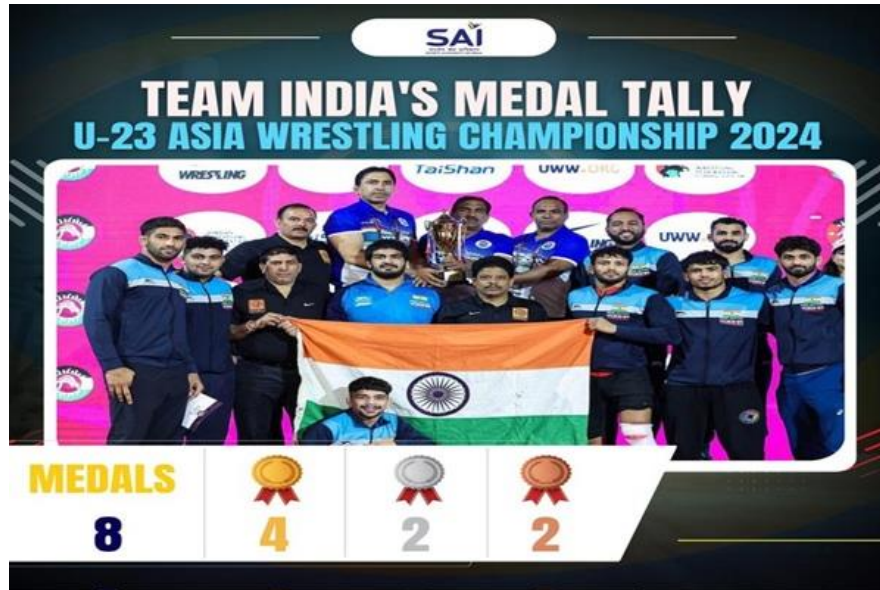 SAI
TEAM INDIA'S MEDAL TALLY
U-23 ASIA WRESTLING CHAMPIONSHIP 2024
WRESTLING
TaiShan
UWW.ORG
UWW
MEDALS
8
4
2
2